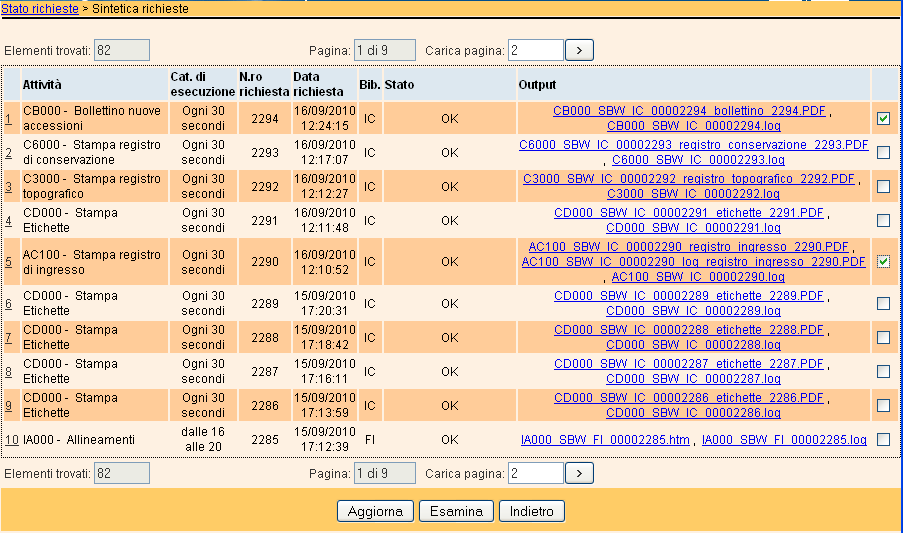 Stato richieste > Sintetica richieste
Elementi trovati: 82 Pagina: 1 di 9 Carica pagina: 2 >
Attività Cat. di esecuzione N.ro richiesta Data richiesta Bib. Stato Output
1 CB000 - Bollettino nuove accessioni Ogni 30 secondi 2294 16/09/2010 12:24:15 IC OK CB000_SBW_IC_00002294_bollettino_2294.PDF , CB000_SBW_IC_00002294.log
2 C6000 - Stampa registro di conservazione Ogni 30 secondi 2293 16/09/2010 12:17:07 IC OK C6000_SBW_IC_00002293_registro_conservazione_2293.PDF , C6000_SBW_IC_00002293.log
3 C3000 - Stampa registro topografico Ogni 30 secondi 2292 16/09/2010 12:12:27 IC OK C3000_SBW_IC_00002292_registro_topografico_2292.PDF , C3000_SBW_IC_00002292.log
4 CD000 - Stampa Etichette Ogni 30 secondi 2291 16/09/2010 12:11:48 IC OK CD000_SBW_IC_00002291_etichette_2291.PDF , CD000_SBW_IC_00002291.log
5 AC100 - Stampa registro di ingresso Ogni 30 secondi 2290 16/09/2010 12:10:52 IC OK AC100_SBW_IC_00002290_registro_ingresso_2290.PDF , AC100_SBW_IC_00002290_log_registro_ingresso_2290.PDF , AC100_SBW_IC_00002290.log
6 CD000 - Stampa Etichette Ogni 30 secondi 2289 15/09/2010 17:20:31 IC OK CD000_SBW_IC_00002289_etichette_2289.PDF , CD000_SBW_IC_00002289.log
7 CD000 - Stampa Etichette Ogni 30 secondi 2288 15/09/2010 17:18:42 IC OK CD000_SBW_IC_00002288_etichette_2288.PDF , CD000_SBW_IC_00002288.log
8 CD000 - Stampa Etichette Ogni 30 secondi 2287 15/09/2010 17:16:11 IC OK CD000_SBW_IC_00002287_etichette_2287.PDF , CD000_SBW_IC_00002287.log
9 CD000 - Stampa Etichette Ogni 30 secondi 2286 15/09/2010 17:13:59 IC OK CD000_SBW_IC_00002286_etichette_2286.PDF , CD000_SBW_IC_00002286.log
10 IA000 - Allineamenti dalle 16 alle 20 2285 15/09/2010 17:12:39 FI OK IA000_SBW_FI_00002285.htm , IA000_SBW_FI_00002285.log
Elementi trovati: 82 Pagina: 1 di 9 Carica pagina: 2 >
Aggiorna Esamina Indietro